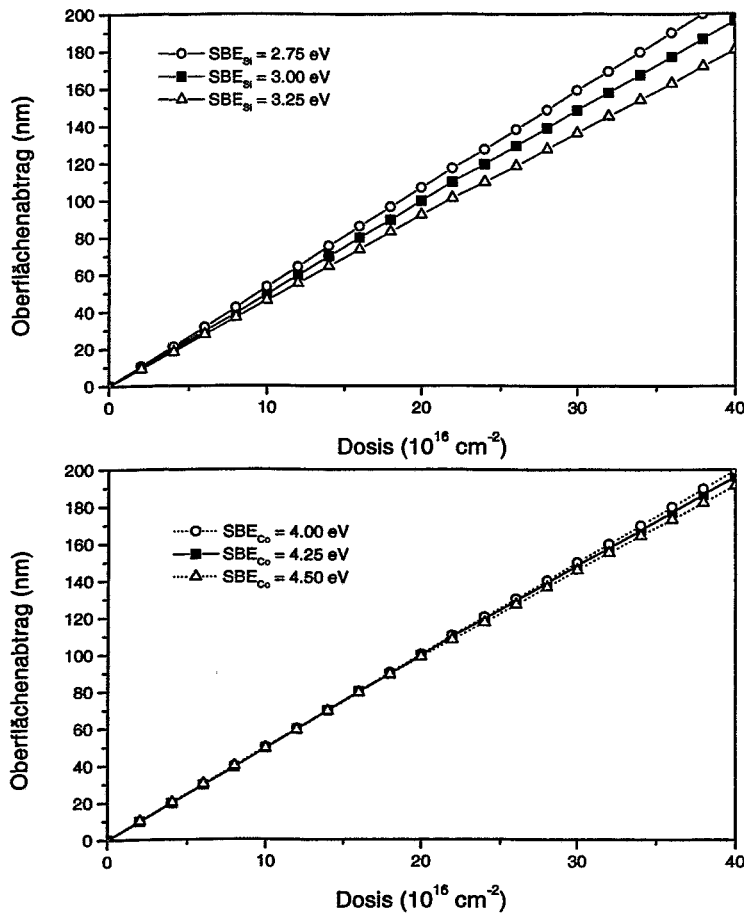 200
180
160
140
120
100
80
60
40
20
0
Oberflächenabtrag (nm)
SBE_Si = 2.75 eV
SBE_Si = 3.00 eV
SBE_Si = 3.25 eV
0 10 20 30 40
Dosis (10^16 cm^-2)
200
180
160
140
120
100
80
60
40
20
0
Oberflächenabtrag (nm)
SBE_Co = 4.00 eV
SBE_Co = 4.25 eV
SBE_Co = 4.50 eV
0 10 20 30 40
Dosis (10^16 cm^-2)